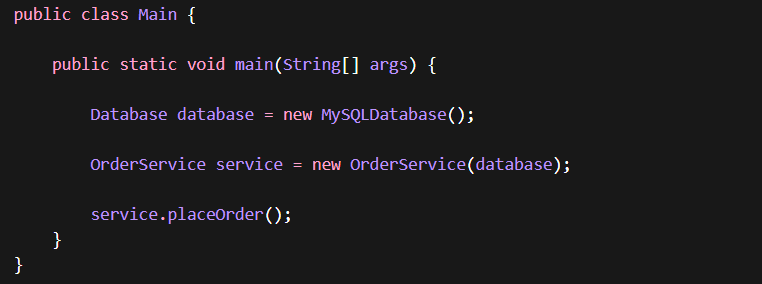 public class Main {
public static void main(String[] args) {
Database database = new MySQLDatabase();
OrderService service = new OrderService(database);
service.placeOrder();
}
}